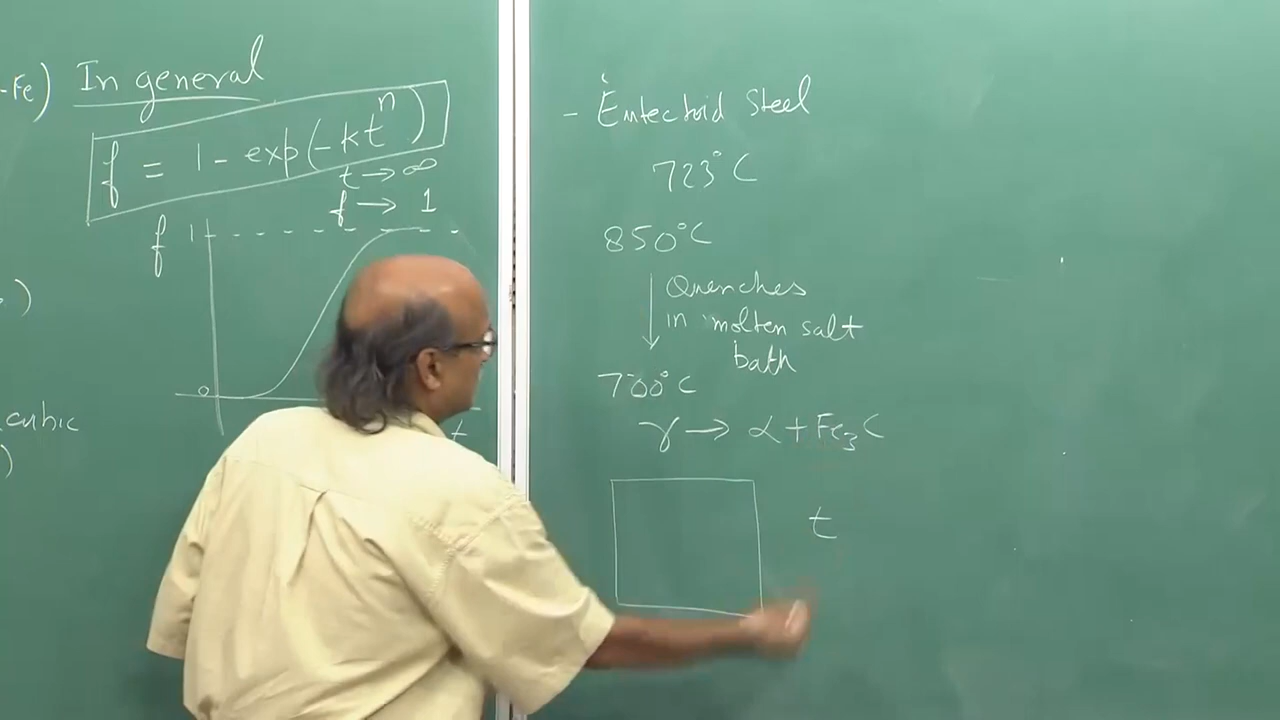 -Fe) In general
f = 1 - exp(-kt^n)
t → ∞
f → 1
f 1
0
t
)
cubic
)
- Eutectoid Steel
723°C
850°C
↓ Quenches
in molten salt
bath
700°C
γ → α + Fe₃C
t